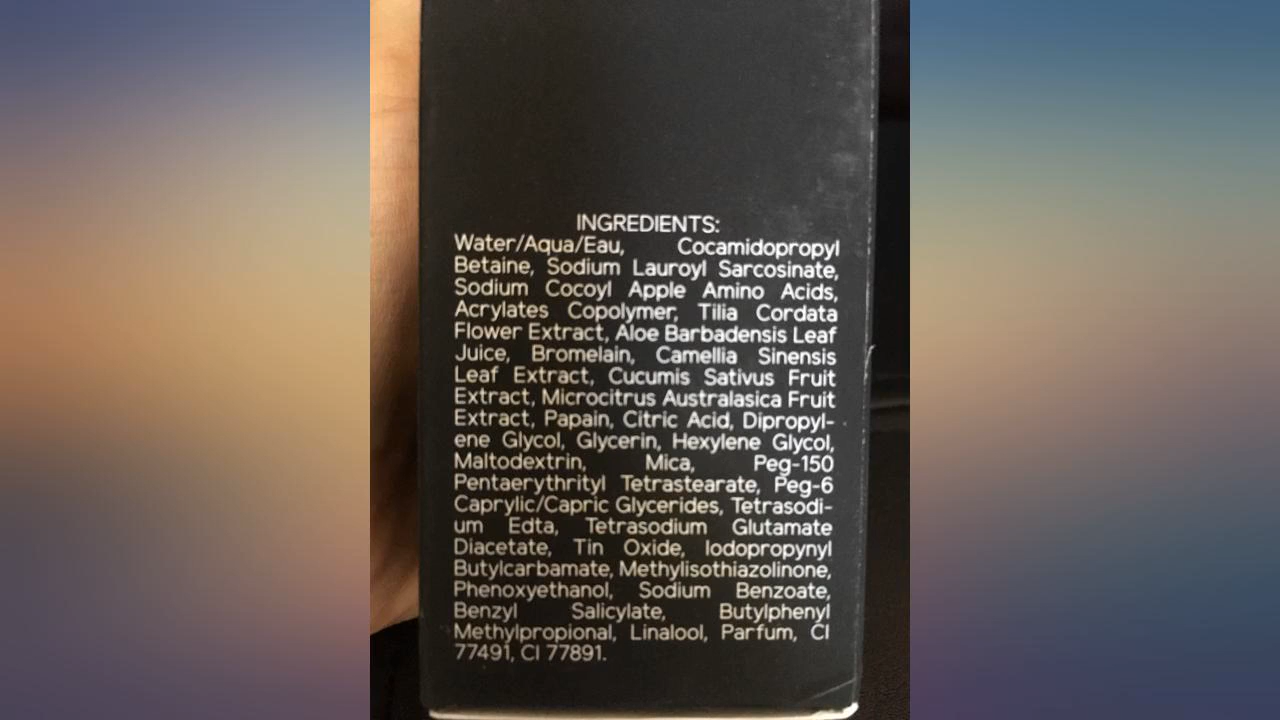 INGREDIENTS:
Water/Aqua/Eau, Cocamidopropyl
Betaine, Sodium Lauroyl Sarcosinate,
Sodium Cocoyl Apple Amino Acids,
Acrylates Copolymer, Tilia Cordata
Flower Extract, Aloe Barbadensis Leaf
Juice, Bromelain, Camellia Sinensis
Leaf Extract, Cucumis Sativus Fruit
Extract, Microcitrus Australasica Fruit
Extract, Papain, Citric Acid, Dipropyl-
ene Glycol, Glycerin, Hexylene Glycol,
Maltodextrin, Mica, Peg-150
Pentaerythrityl Tetrastearate, Peg-6
Caprylic/Capric Glycerides, Tetrasodi-
um Edta, Tetrasodium Glutamate
Diacetate, Tin Oxide, Iodopropynyl
Butylcarbamate, Methylisothiazolinone,
Phenoxyethanol, Sodium Benzoate,
Benzyl Salicylate, Butylphenyl
Methylpropional, Linalool, Parfum, CI
77491, CI 77891.